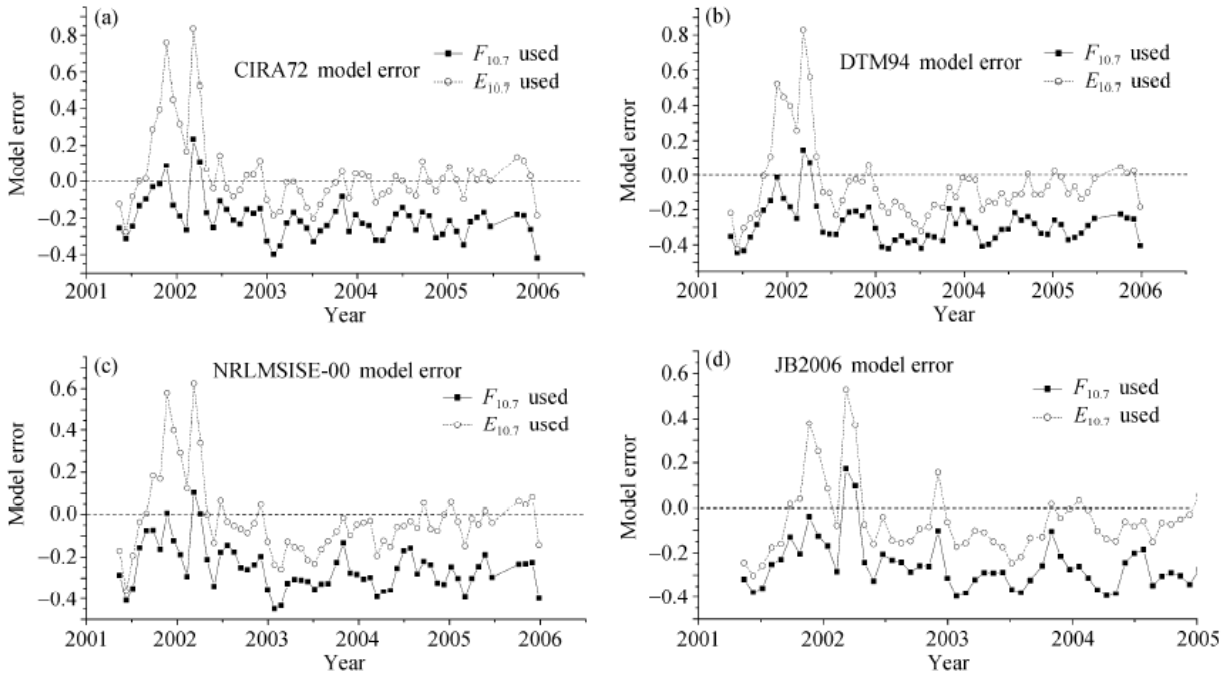 (a)
CIRA72 model error
F10.7 used
E10.7 used
Model error
0.8
0.6
0.4
0.2
0.0
−0.2
−0.4
2001
2002
2003
2004
2005
2006
Year
(b)
DTM94 model error
F10.7 used
E10.7 used
Model error
0.8
0.6
0.4
0.2
0.0
−0.2
−0.4
2001
2002
2003
2004
2005
2006
Year
(c)
NRLMSISE-00 model error
F10.7 used
E10.7 used
Model error
0.6
0.4
0.2
0.0
−0.2
−0.4
2001
2002
2003
2004
2005
2006
Year
(d)
JB2006 model error
F10.7 used
E10.7 used
Model error
0.6
0.4
0.2
0.0
−0.2
−0.4
2001
2002
2003
2004
2005
Year